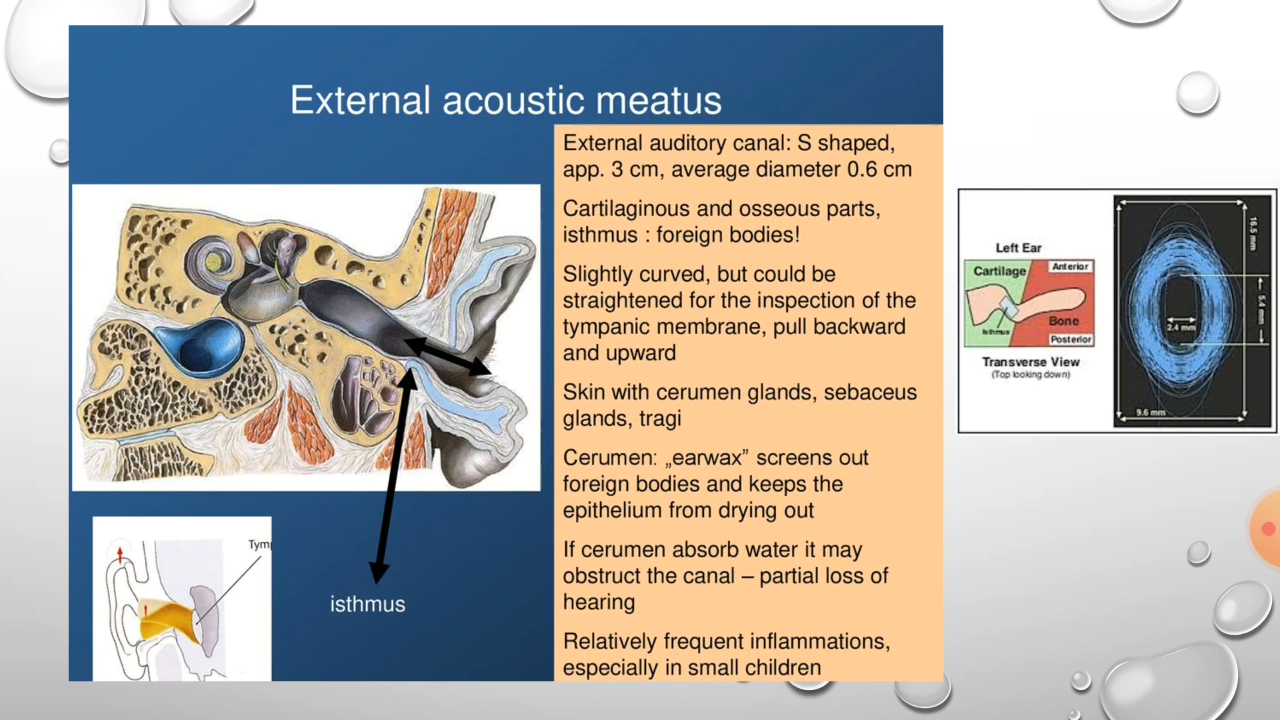 External acoustic meatus
External auditory canal: S shaped,
app. 3 cm, average diameter 0.6 cm
Cartilaginous and osseous parts,
isthmus : foreign bodies!
Slightly curved, but could be
straightened for the inspection of the
tympanic membrane, pull backward
and upward
Skin with cerumen glands, sebaceus
glands, tragi
Cerumen: „earwax” screens out
foreign bodies and keeps the
epithelium from drying out
If cerumen absorb water it may
obstruct the canal – partial loss of
hearing
Relatively frequent inflammations,
especially in small children
isthmus
Tymp
Left Ear
Cartilage
Anterior
Isthmus
Bone
Posterior
Transverse View
(Top looking down)
16.5 mm
5.4 mm
2.4 mm
9.6 mm